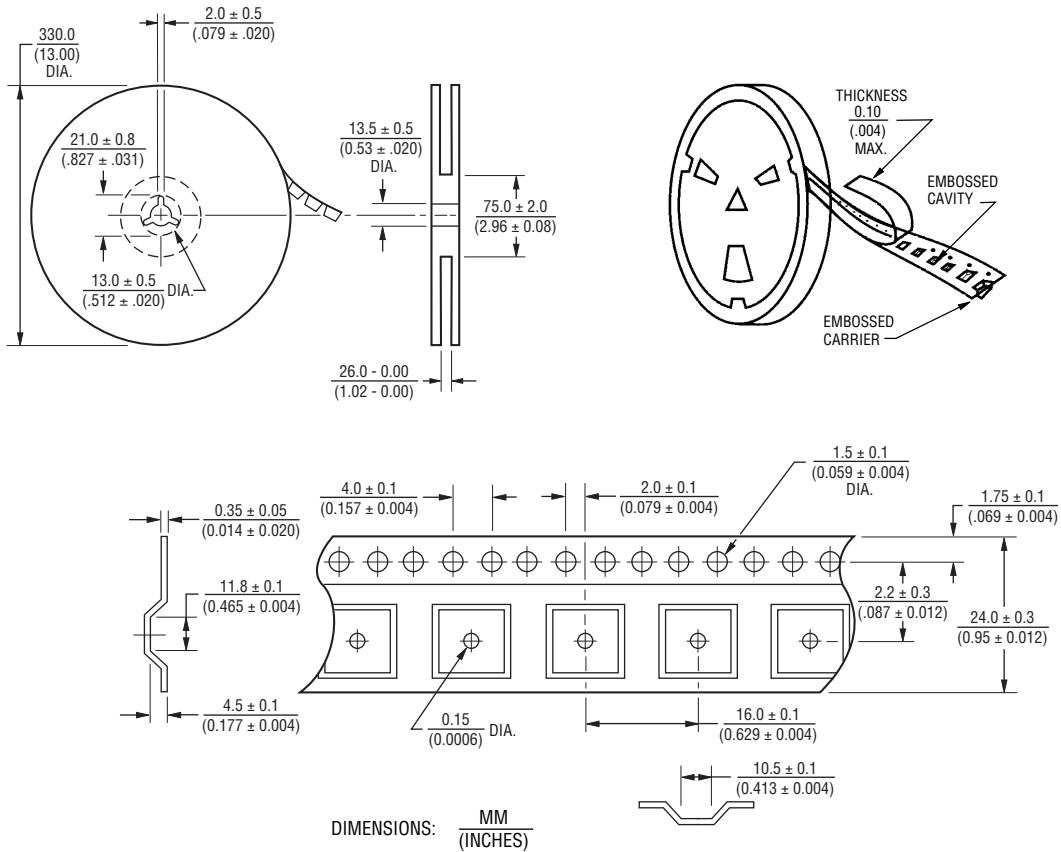 2.0 ± 0.5
(.079 ± .020)
330.0
(13.00)
DIA.
21.0 ± 0.8
(.827 ± .031)
13.0 ± 0.5
(.512 ± .020)
DIA.
13.5 ± 0.5
(0.53 ± .020)
DIA.
75.0 ± 2.0
(2.96 ± 0.08)
26.0 - 0.00
(1.02 - 0.00)
THICKNESS
0.10
(.004)
MAX.
EMBOSSED
CAVITY
EMBOSSED
CARRIER
0.35 ± 0.05
(0.014 ± 0.020)
4.0 ± 0.1
(0.157 ± 0.004)
2.0 ± 0.1
(0.079 ± 0.004)
1.5 ± 0.1
(0.059 ± 0.004)
DIA.
1.75 ± 0.1
(.069 ± 0.004)
11.8 ± 0.1
(0.465 ± 0.004)
2.2 ± 0.3
(.087 ± 0.012)
24.0 ± 0.3
(0.95 ± 0.012)
4.5 ± 0.1
(0.177 ± 0.004)
0.15
(0.0006)
DIA.
16.0 ± 0.1
(0.629 ± 0.004)
10.5 ± 0.1
(0.413 ± 0.004)
DIMENSIONS:
MM
(INCHES)